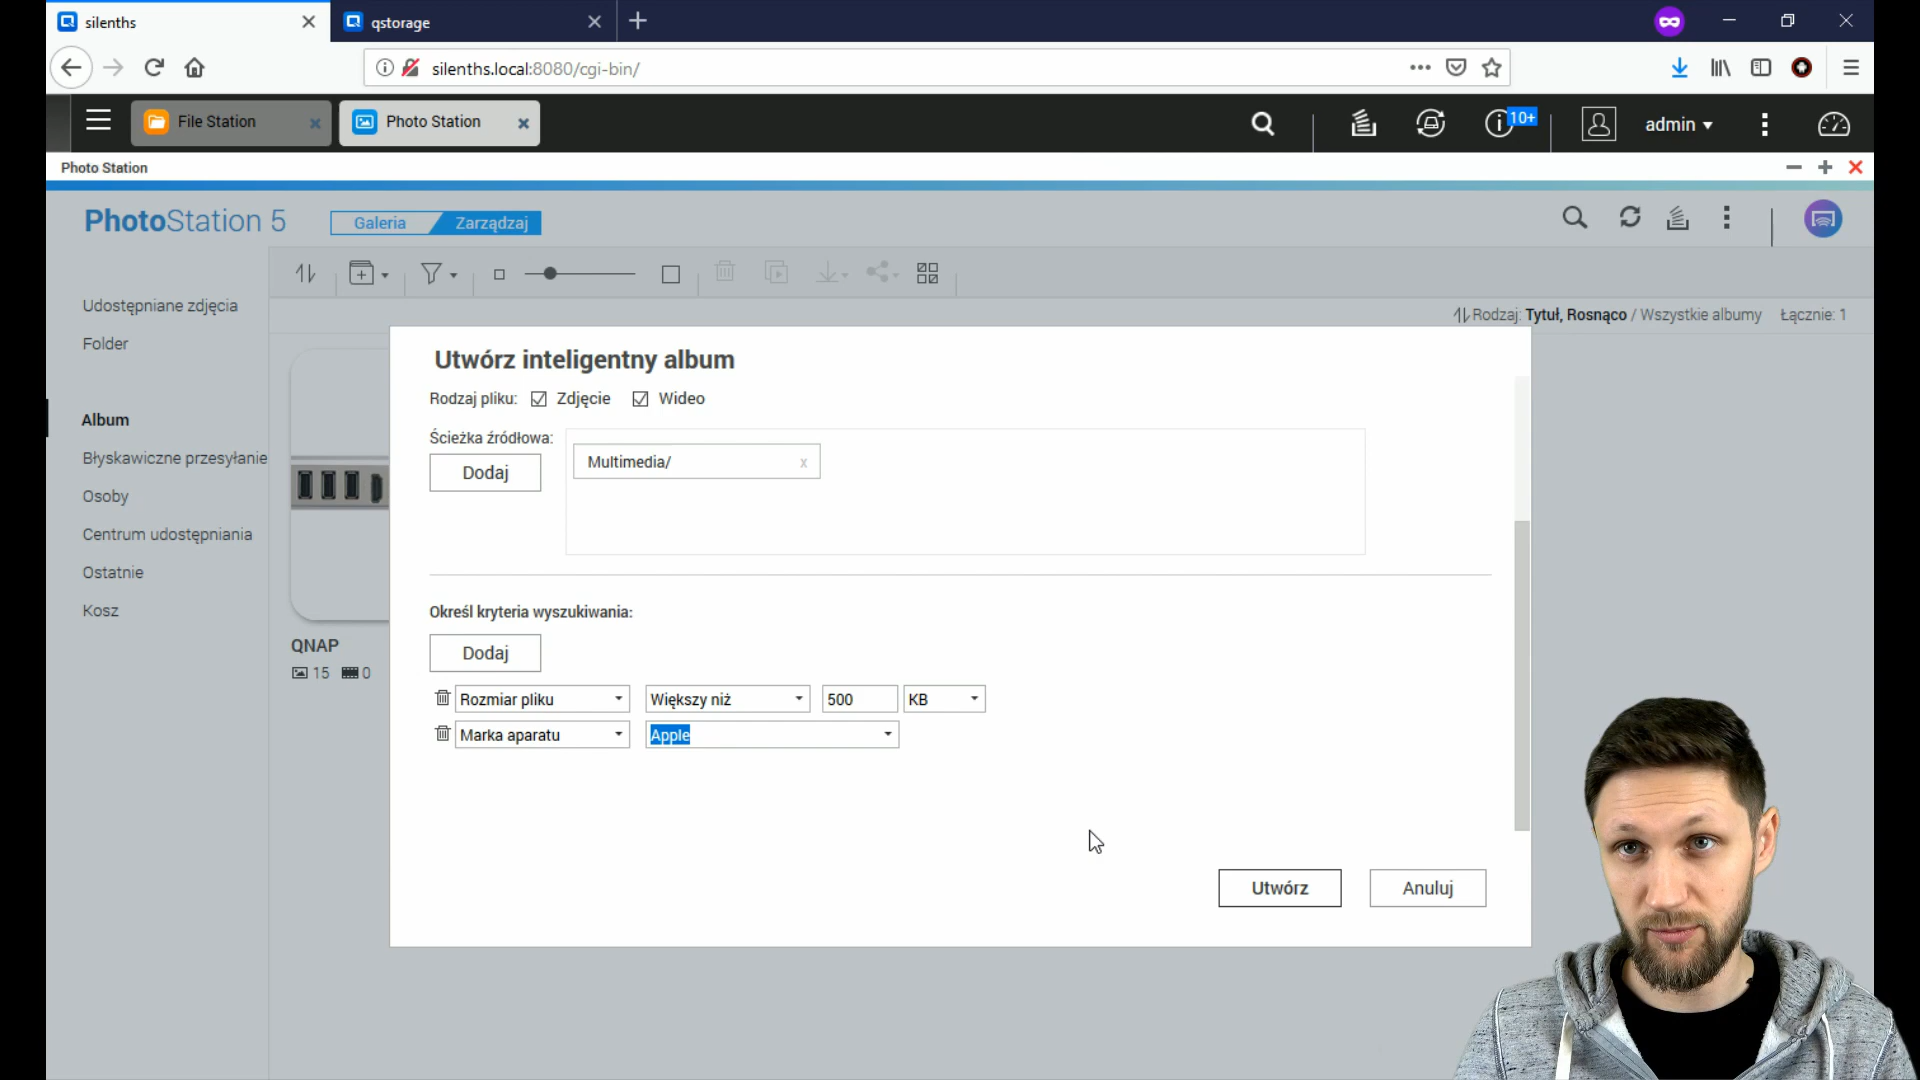 silenths
qstorage
silenths.local:8080/cgi-bin/
File Station
Photo Station
10+
admin
Photo Station
PhotoStation 5
Galeria
Zarządzaj
Udostępniane zdjęcia
Folder
Album
Błyskawiczne przesyłanie
Osoby
Centrum udostępniania
Ostatnie
Kosz
Rodzaj: Tytuł, Rosnąco / Wszystkie albumy Łącznie: 1
QNAP
15 0
Utwórz inteligentny album
Rodzaj pliku: Zdjęcie Wideo
Ścieżka źródłowa:
Dodaj
Multimedia/ x
Określ kryteria wyszukiwania:
Dodaj
Rozmiar pliku Większy niż 500 KB
Marka aparatu Apple
Utwórz Anuluj